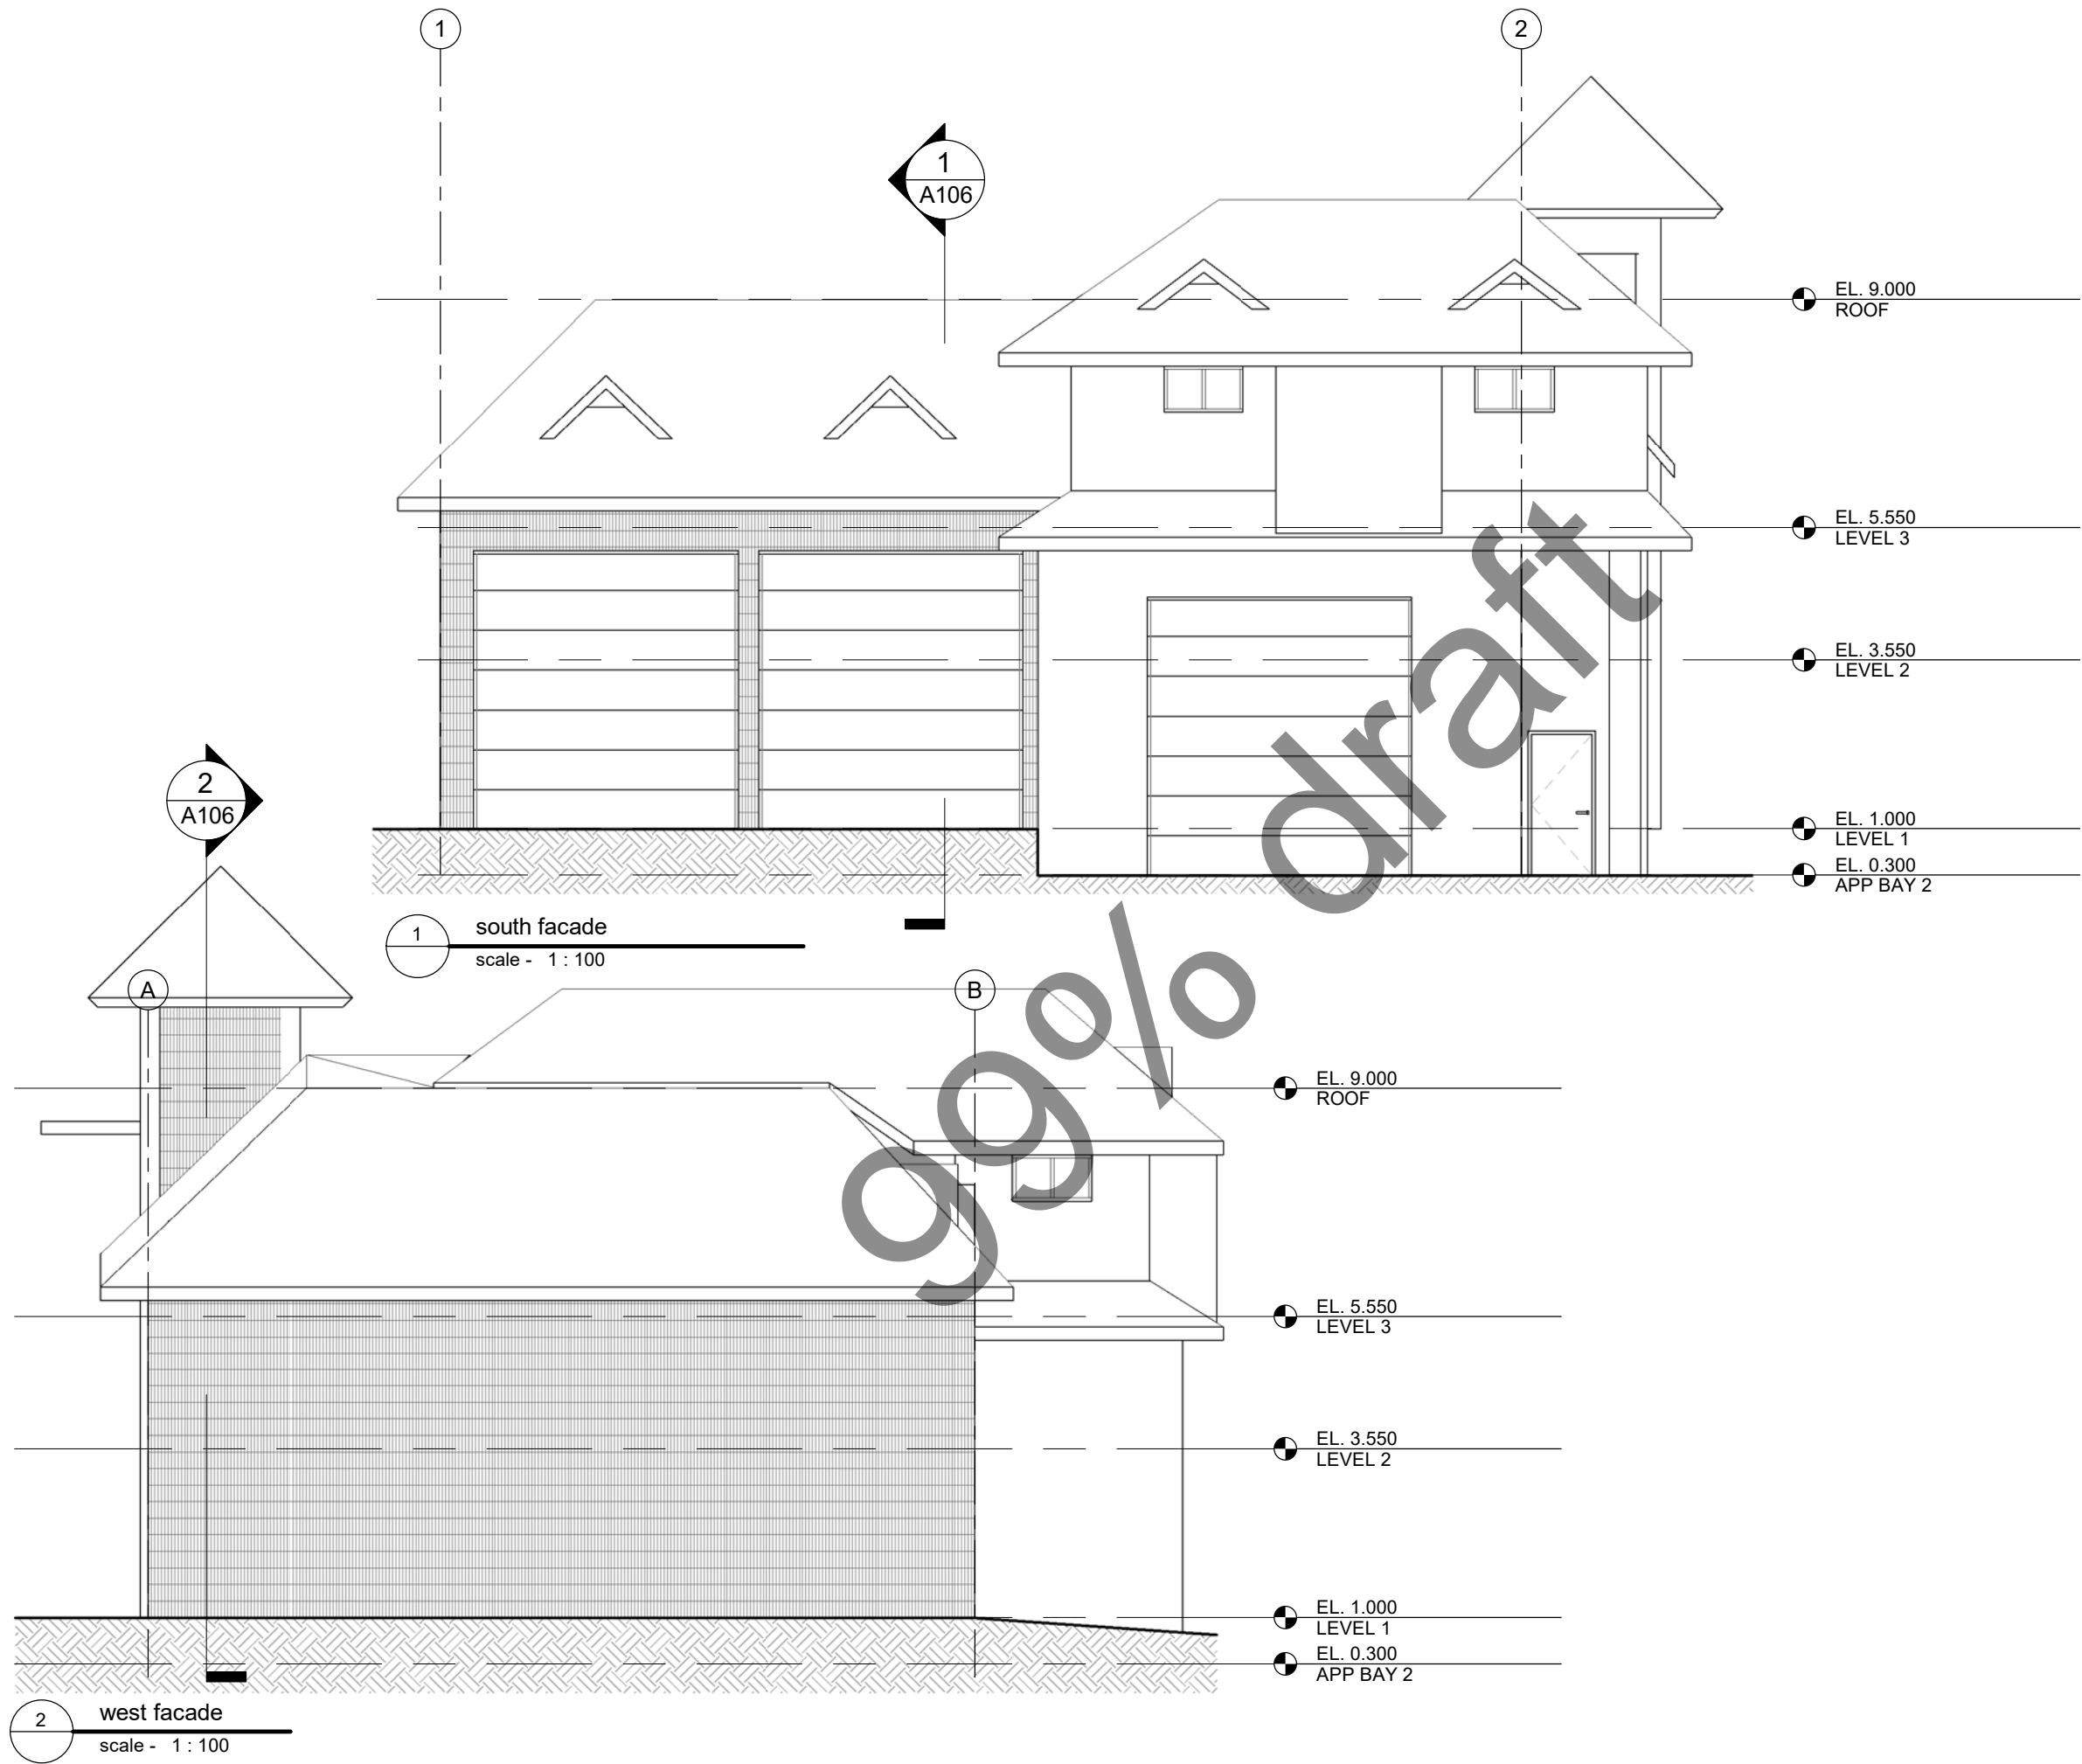 1
2
1
A106
EL. 9.000
ROOF
EL. 5.550
LEVEL 3
EL. 3.550
LEVEL 2
EL. 1.000
LEVEL 1
EL. 0.300
APP BAY 2
1
south facade
scale - 1 : 100
99% draft
2
A106
A
B
EL. 9.000
ROOF
EL. 5.550
LEVEL 3
EL. 3.550
LEVEL 2
EL. 1.000
LEVEL 1
EL. 0.300
APP BAY 2
2
west facade
scale - 1 : 100